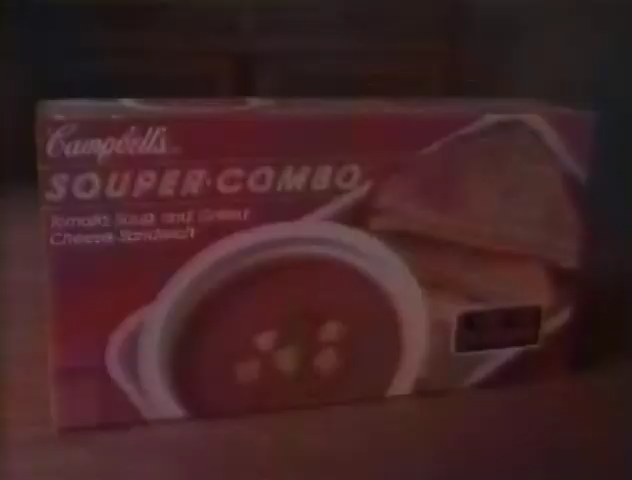 Campbell's
SOUPER·COMBO
Tomato Soup and Grilled
Cheese Sandwich